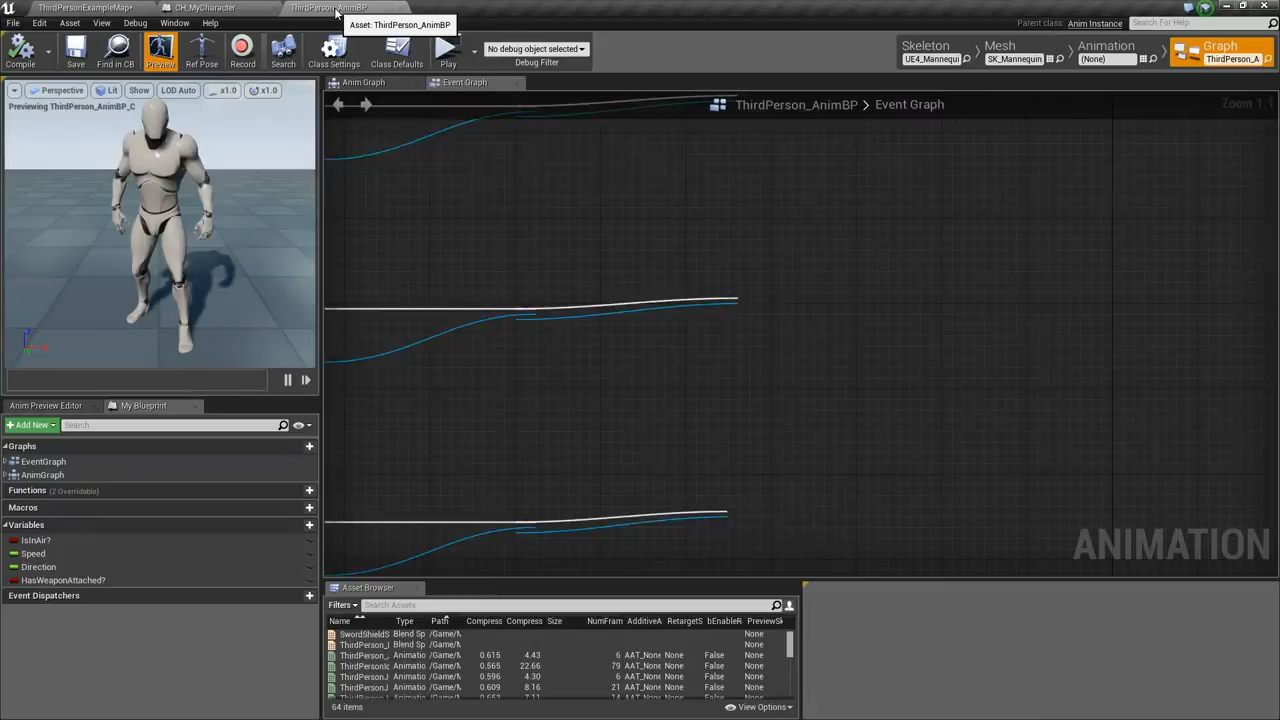 ThirdPersonExampleMap*
CH_MyCharacter
ThirdPerson_AnimBP
Asset: ThirdPerson_AnimBP
File Edit Asset View Debug Window Help
Parent class: Anim Instance
Search For Help
Compile
Save
Find in CB
Preview
Ref Pose
Record
Search
Class Settings
Class Defaults
Play
No debug object selected
Debug Filter
Skeleton
UE4_Mannequi
Mesh
SK_Mannequin
Animation
(None)
Graph
ThirdPerson_A
Anim Graph
Event Graph
Perspective
Lit
Show
LOD Auto
x1.0
x1.0
Previewing ThirdPerson_AnimBP_C
ThirdPerson_AnimBP > Event Graph
Zoom 1:1
Anim Preview Editor
My Blueprint
Add New
Search
Graphs
EventGraph
AnimGraph
Functions (2 Overridable)
Macros
Variables
IsInAir?
Speed
Direction
HasWeaponAttached?
Event Dispatchers
ANIMATION
Asset Browser
Filters
Search Assets
Name Type Path Compress Compress Size NumFram AdditiveA RetargetS bEnableR PreviewSk
SwordShieldS Blend Sp /Game/M None
ThirdPerson_I Blend Sp /Game/M None
ThirdPerson_ Animatio /Game/M 0.615 4.43 6 AAT_None None False None
ThirdPersonIc Animatio /Game/M 0.565 22.66 79 AAT_None None False None
ThirdPersonJ Animatio /Game/M 0.596 4.30 6 AAT_None None False None
ThirdPersonJ Animatio /Game/M 0.609 8.16 21 AAT_None None False None
64 items
View Options